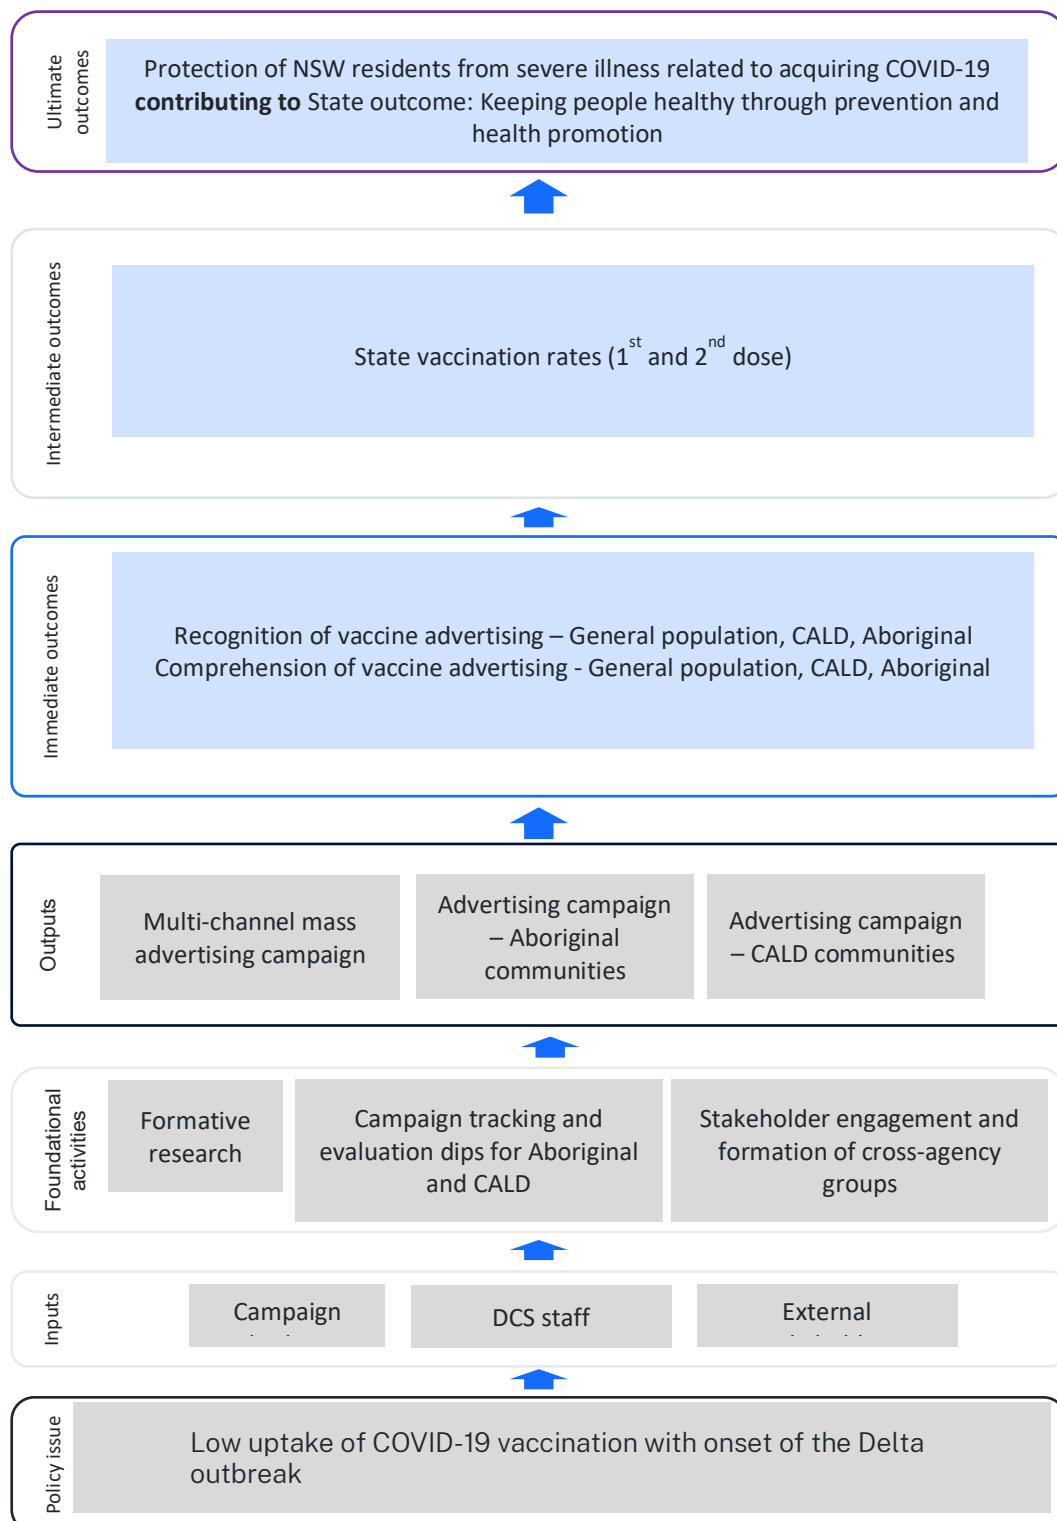 Ultimate
outcomes
Protection of NSW residents from severe illness related to acquiring COVID-19
contributing to State outcome: Keeping people healthy through prevention and
health promotion
Intermediate outcomes
State vaccination rates (1st and 2nd dose)
Immediate outcomes
Recognition of vaccine advertising – General population, CALD, Aboriginal
Comprehension of vaccine advertising - General population, CALD, Aboriginal
Outputs
Multi-channel mass
advertising campaign
Advertising campaign
– Aboriginal
communities
Advertising campaign
– CALD communities
Foundational
activities
Formative
research
Campaign tracking and
evaluation dips for Aboriginal
and CALD
Stakeholder engagement and
formation of cross-agency
groups
Inputs
Campaign
DCS staff
External
Policy issue
Low uptake of COVID-19 vaccination with onset of the Delta
outbreak